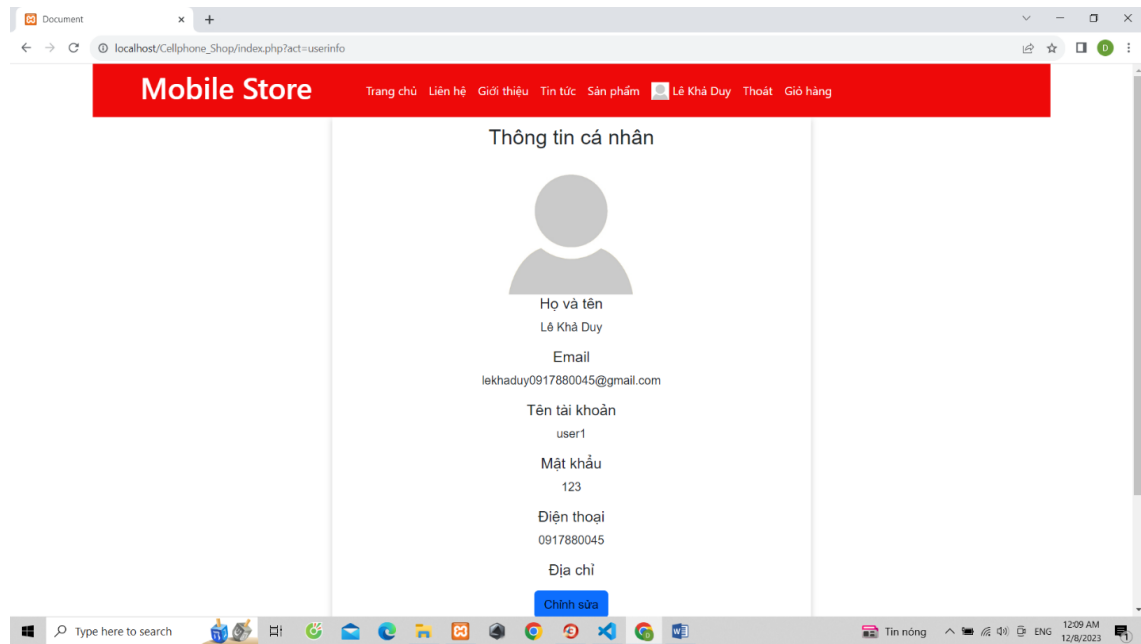 Document
localhost/Cellphone_Shop/index.php?act=userinfo
D
Mobile Store
Trang chủ Liên hệ Giới thiệu Tin tức Sản phẩm Lê Khả Duy Thoát Giỏ hàng
Thông tin cá nhân
Họ và tên
Lê Khả Duy
Email
lekhaduy0917880045@gmail.com
Tên tài khoản
user1
Mật khẩu
123
Điện thoại
0917880045
Địa chỉ
Chỉnh sửa
Type here to search
Tin nóng
ENG
12:09 AM
12/8/2023